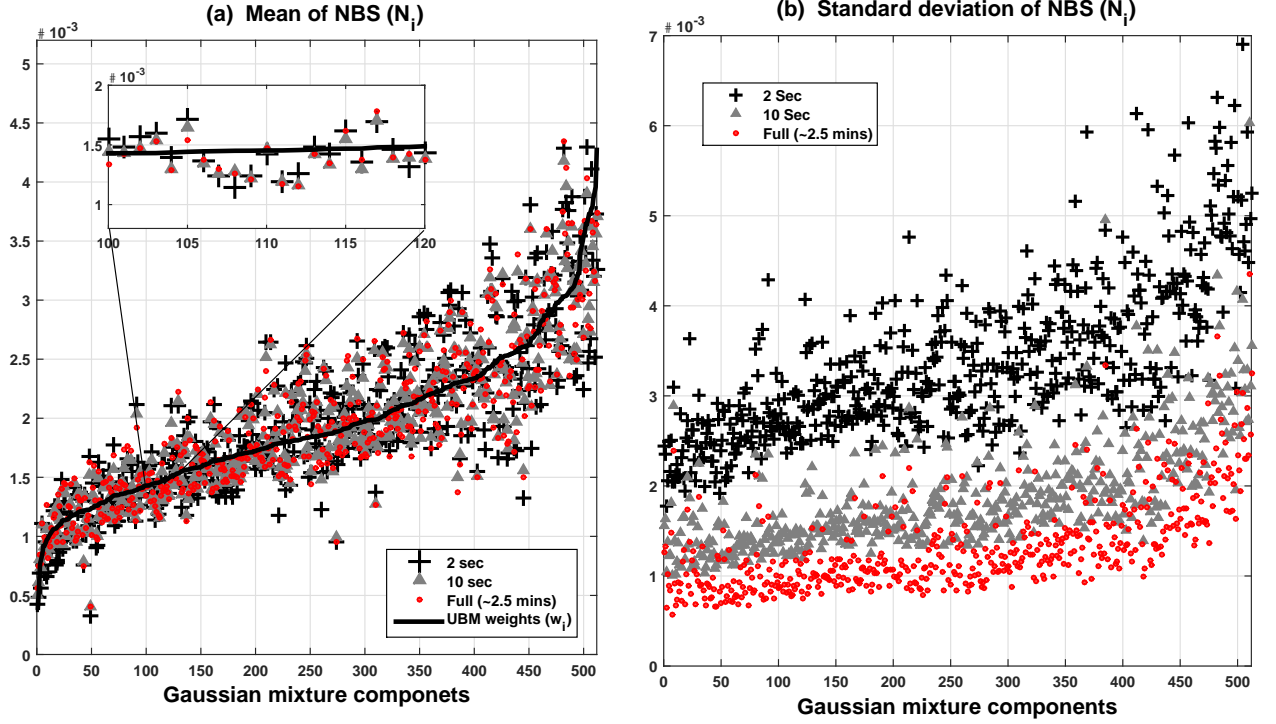 (a) Mean of NBS (N_i)
# 10^-3
5
4.5
4
3.5
3
2.5
2
1.5
1
0.5
0
# 10^-3
2
1.5
1
100 105 110 115 120
2 sec
10 sec
Full (~2.5 mins)
UBM weights (w_i)
0 50 100 150 200 250 300 350 400 450 500
Gaussian mixture componets
(b) Standard deviation of NBS (N_i)
# 10^-3
7
6
5
4
3
2
1
0
2 Sec
10 Sec
Full (~2.5 mins)
0 50 100 150 200 250 300 350 400 450 500
Gaussian mixture components